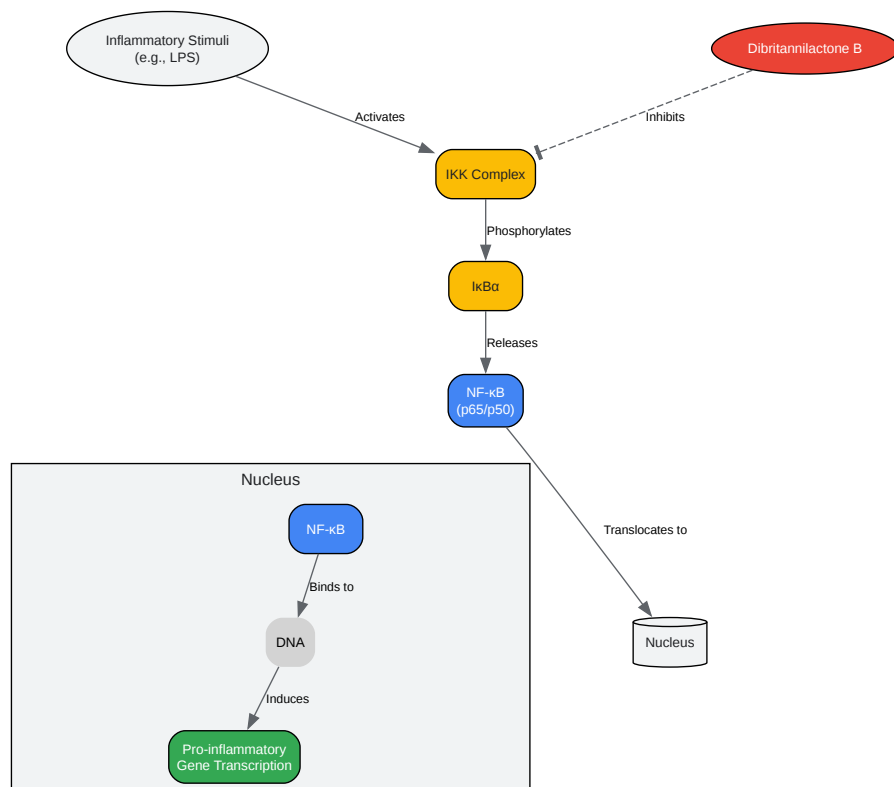 Inflammatory Stimuli
(e.g., LPS)
Dibritannilactone B
Activates
Inhibits
IKK Complex
Phosphorylates
IκBα
Releases
NF-κB
(p65/p50)
Nucleus
NF-κB
Translocates to
Binds to
DNA
Nucleus
Induces
Pro-inflammatory
Gene Transcription